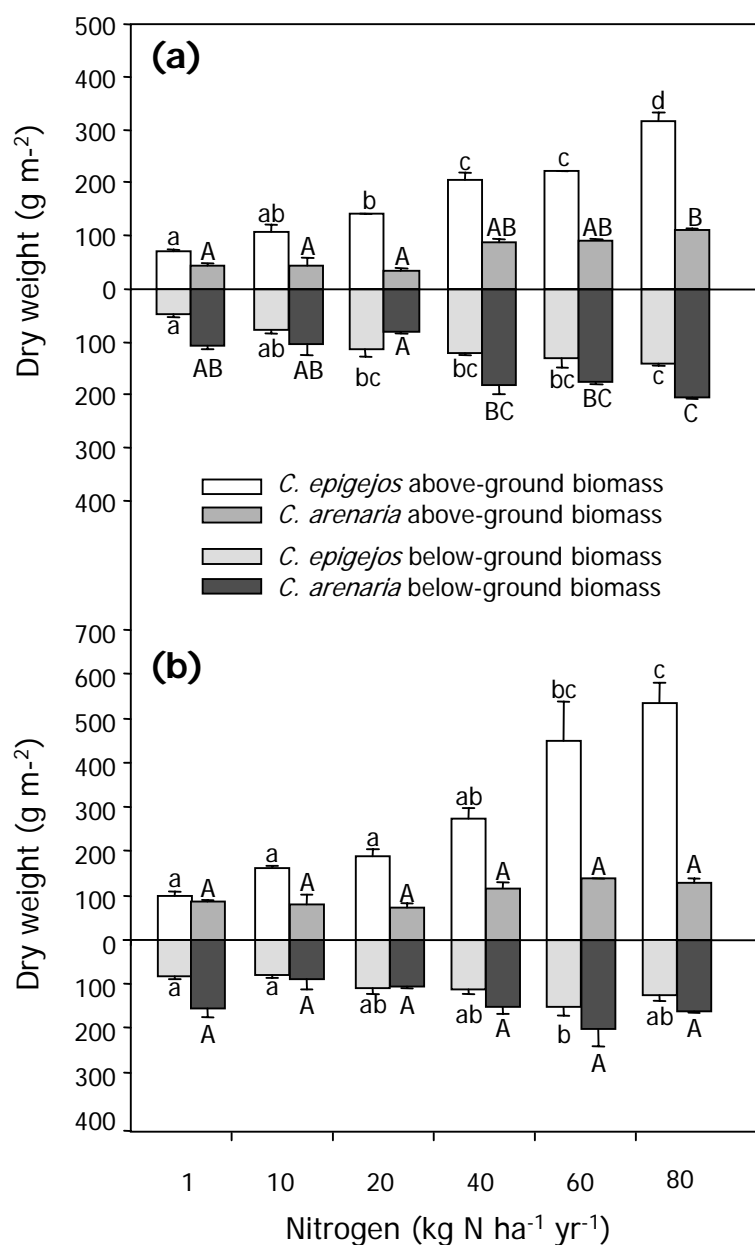 500
400
300
200
100
0
100
200
300
400
Dry weight (g m-²)
(a)
a A ab A b A c AB c AB d B
a AB ab AB bc A bc BC bc BC c C
C. epigejos above-ground biomass
C. arenaria above-ground biomass
C. epigejos below-ground biomass
C. arenaria below-ground biomass
700
600
500
400
300
200
100
0
100
200
300
400
Dry weight (g m-²)
(b)
a A a A a A ab A bc A c A
a A a A ab A ab A b A ab A
1 10 20 40 60 80
Nitrogen (kg N ha-¹ yr-¹)